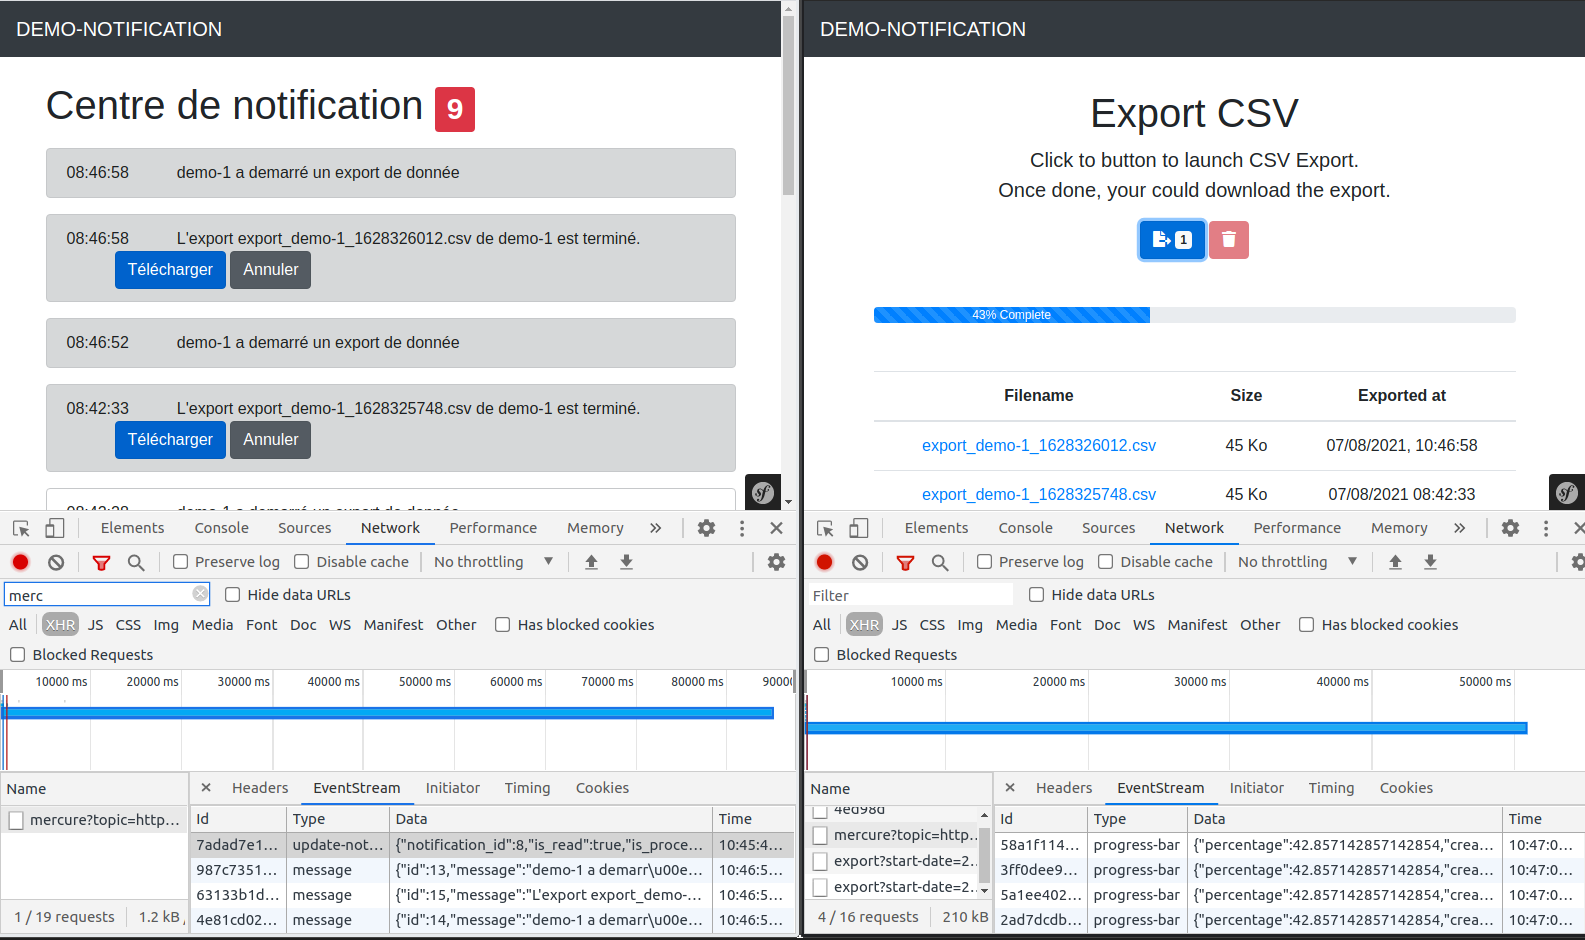 DEMO-NOTIFICATION
Centre de notification 9
08:46:58 demo-1 a demarré un export de donnée
08:46:58 L'export export_demo-1_1628326012.csv de demo-1 est terminé.
Télécharger Annuler
08:46:52 demo-1 a demarré un export de donnée
08:42:33 L'export export_demo-1_1628325748.csv de demo-1 est terminé.
Télécharger Annuler
sf
Elements Console Sources Network Performance Memory »
Preserve log Disable cache No throttling
merc Hide data URLs
All XHR JS CSS Img Media Font Doc WS Manifest Other Has blocked cookies
Blocked Requests
10000 ms 20000 ms 30000 ms 40000 ms 50000 ms 60000 ms 70000 ms 80000 ms 9000
Name × Headers EventStream Initiator Timing Cookies
mercure?topic=http...
Id Type Data Time
7adad7e1... update-not... {"notification_id":8,"is_read":true,"is_proce... 10:45:4...
987c7351... message {"id":13,"message":"demo-1 a demarr\u00e... 10:46:5...
63133b1d... message {"id":15,"message":"L'export export_demo-... 10:46:5...
4e81cd02... message {"id":14,"message":"demo-1 a demarr\u00e... 10:46:5...
1 / 19 requests 1.2 kB
DEMO-NOTIFICATION
Export CSV
Click to button to launch CSV Export.
Once done, your could download the export.
1
43% Complete
Filename Size Exported at
export_demo-1_1628326012.csv 45 Ko 07/08/2021, 10:46:58
export_demo-1_1628325748.csv 45 Ko 07/08/2021 08:42:33
sf
Elements Console Sources Network Performance Memory »
Preserve log Disable cache No throttling
Filter Hide data URLs
All XHR JS CSS Img Media Font Doc WS Manifest Other Has blocked cookies
Blocked Requests
10000 ms 20000 ms 30000 ms 40000 ms 50000 ms
Name × Headers EventStream Initiator Timing Cookies
4ed98d
mercure?topic=http...
export?start-date=2...
export?start-date=2...
Id Type Data Time
58a1f114... progress-bar {"percentage":42.857142857142854,"crea... 10:47:0...
3ff0dee9... progress-bar {"percentage":42.857142857142854,"crea... 10:47:0...
5a1ee402... progress-bar {"percentage":42.857142857142854,"crea... 10:47:0...
2ad7dcdb... progress-bar {"percentage":42.857142857142854,"crea... 10:47:0...
4 / 16 requests 210 kB